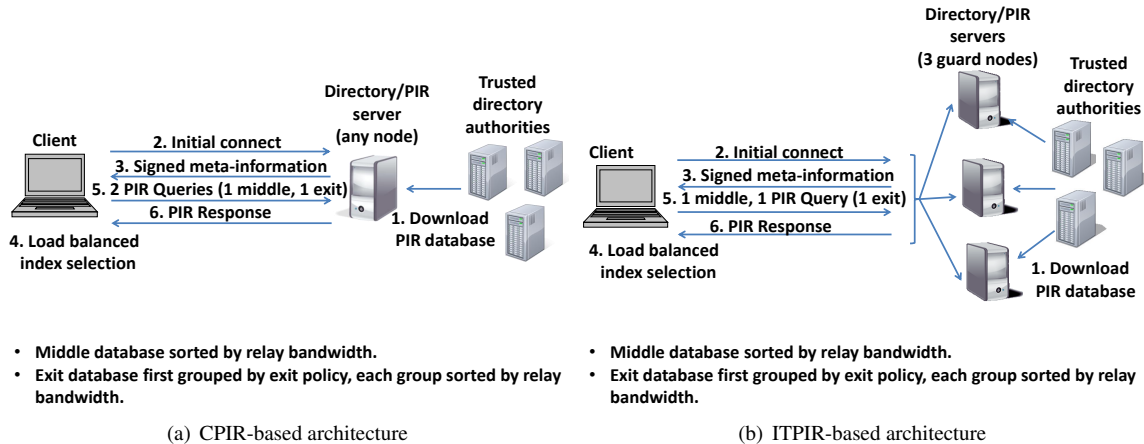 Directory/PIR
server
(any node)
Trusted
directory
authorities
Client
2. Initial connect
3. Signed meta-information
5. 2 PIR Queries (1 middle, 1 exit)
6. PIR Response
1. Download
PIR database
4. Load balanced
index selection
• Middle database sorted by relay bandwidth.
• Exit database first grouped by exit policy, each group sorted by relay
bandwidth.
(a) CPIR-based architecture
Directory/PIR
servers
(3 guard nodes)
Trusted
directory
authorities
Client
2. Initial connect
3. Signed meta-information
5. 1 middle, 1 PIR Query (1 exit)
6. PIR Response
4. Load balanced
index selection
1. Download
PIR database
• Middle database sorted by relay bandwidth.
• Exit database first grouped by exit policy, each group sorted by relay
bandwidth.
(b) ITPIR-based architecture